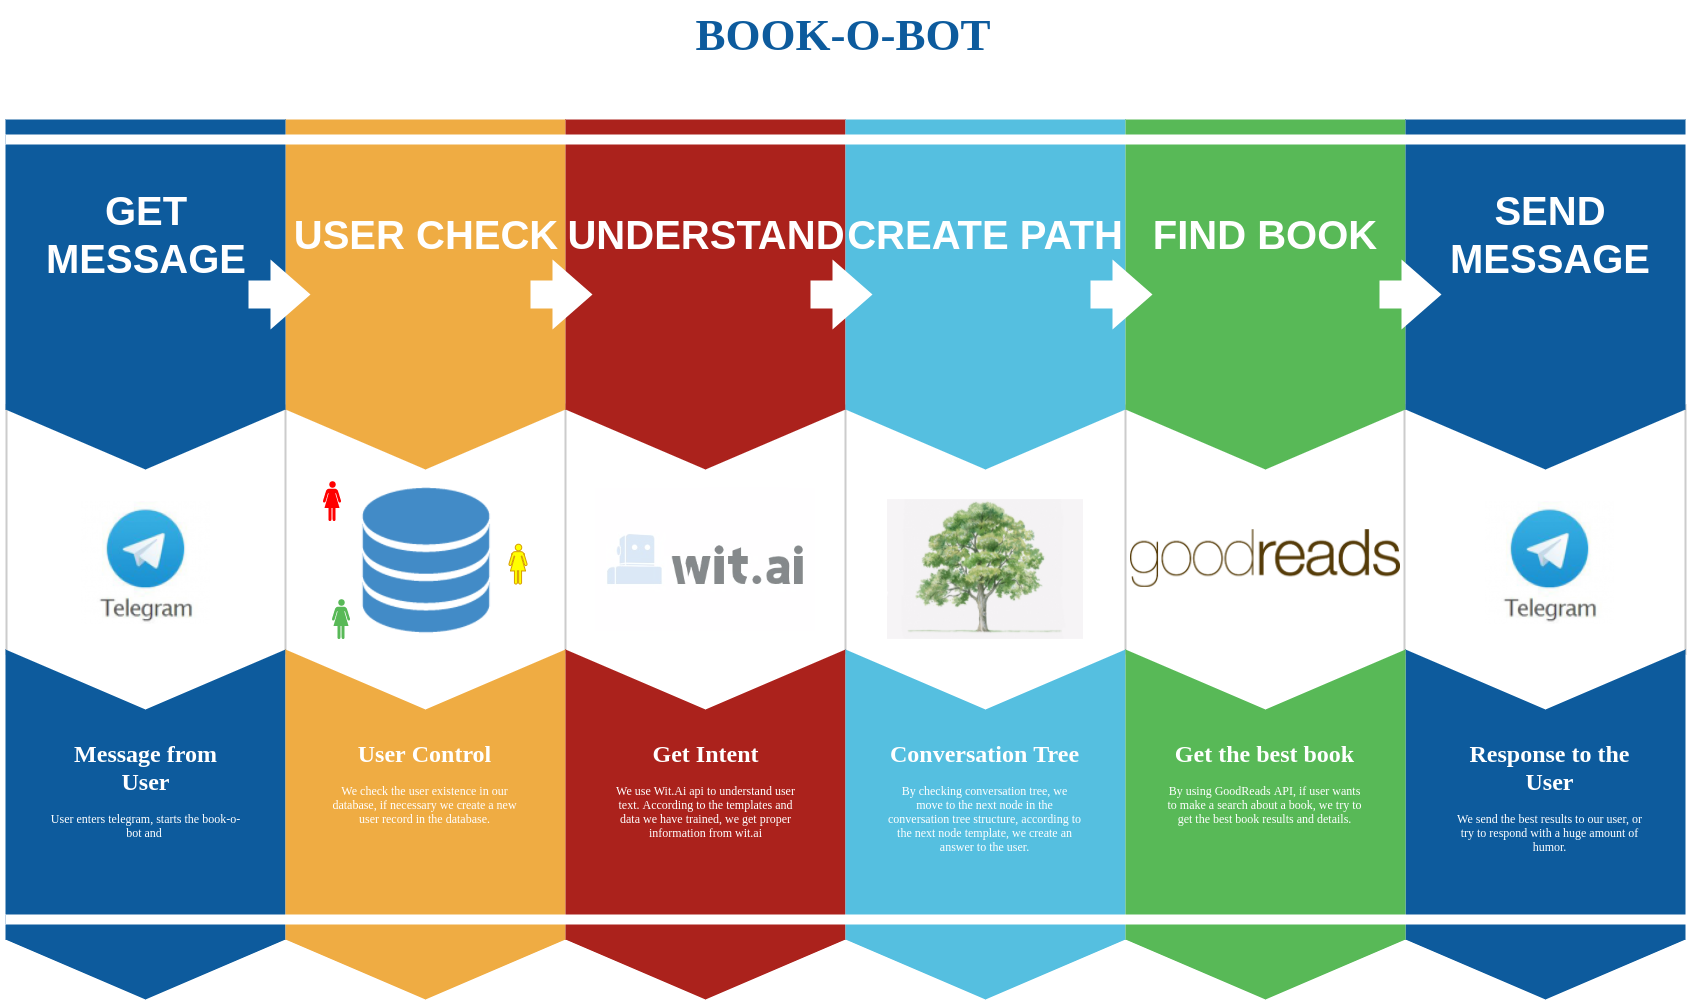 BOOK-O-BOT
GET
MESSAGE
USER CHECK
UNDERSTAND
CREATE PATH
FIND BOOK
SEND
MESSAGE
Telegram
wit.ai
goodreads
Telegram
Message from
User
User enters telegram, starts the book-o-
bot and
User Control
We check the user existence in our
database, if necessary we create a new
user record in the database.
Get Intent
We use Wit.Ai api to understand user
text. According to the templates and
data we have trained, we get proper
information from wit.ai
Conversation Tree
By checking conversation tree, we
move to the next node in the
conversation tree structure, according to
the next node template, we create an
answer to the user.
Get the best book
By using GoodReads API, if user wants
to make a search about a book, we try to
get the best book results and details.
Response to the
User
We send the best results to our user, or
try to respond with a huge amount of
humor.